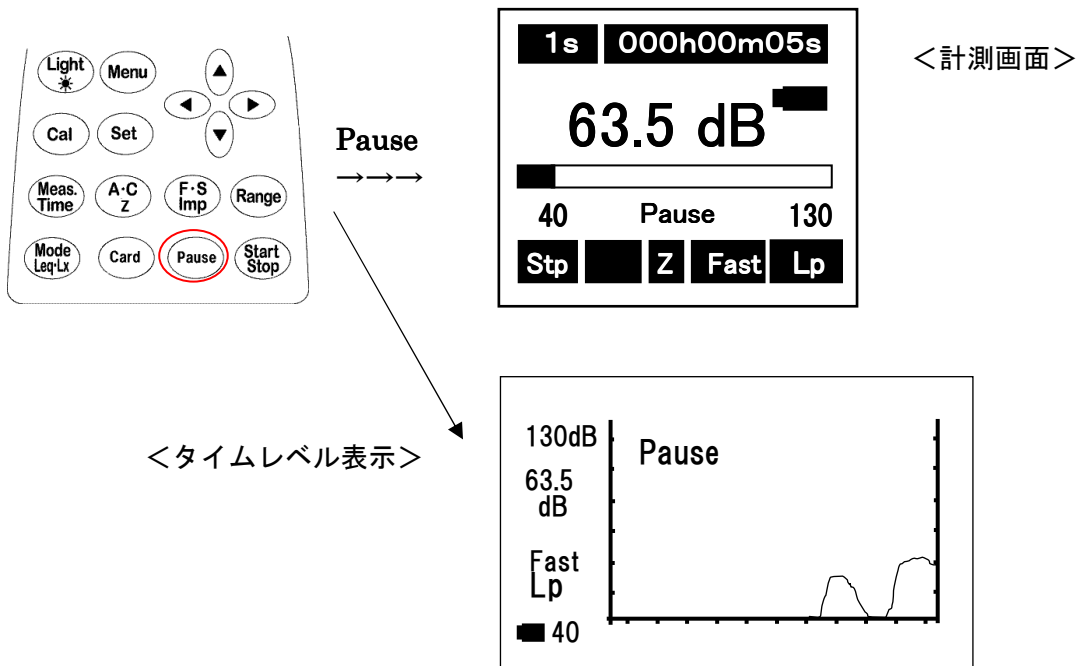 Light
Menu
Cal
Set
Meas.
Time
A·C
Z
F·S
Imp
Range
Mode
Leq·Lx
Card
Pause
Start
Stop
Pause
→→→
1s 000h00m05s
63.5 dB
40 Pause 130
Stp Z Fast Lp
<計測画面>
<タイムレベル表示>
130dB
Pause
63.5
dB
Fast
Lp
40